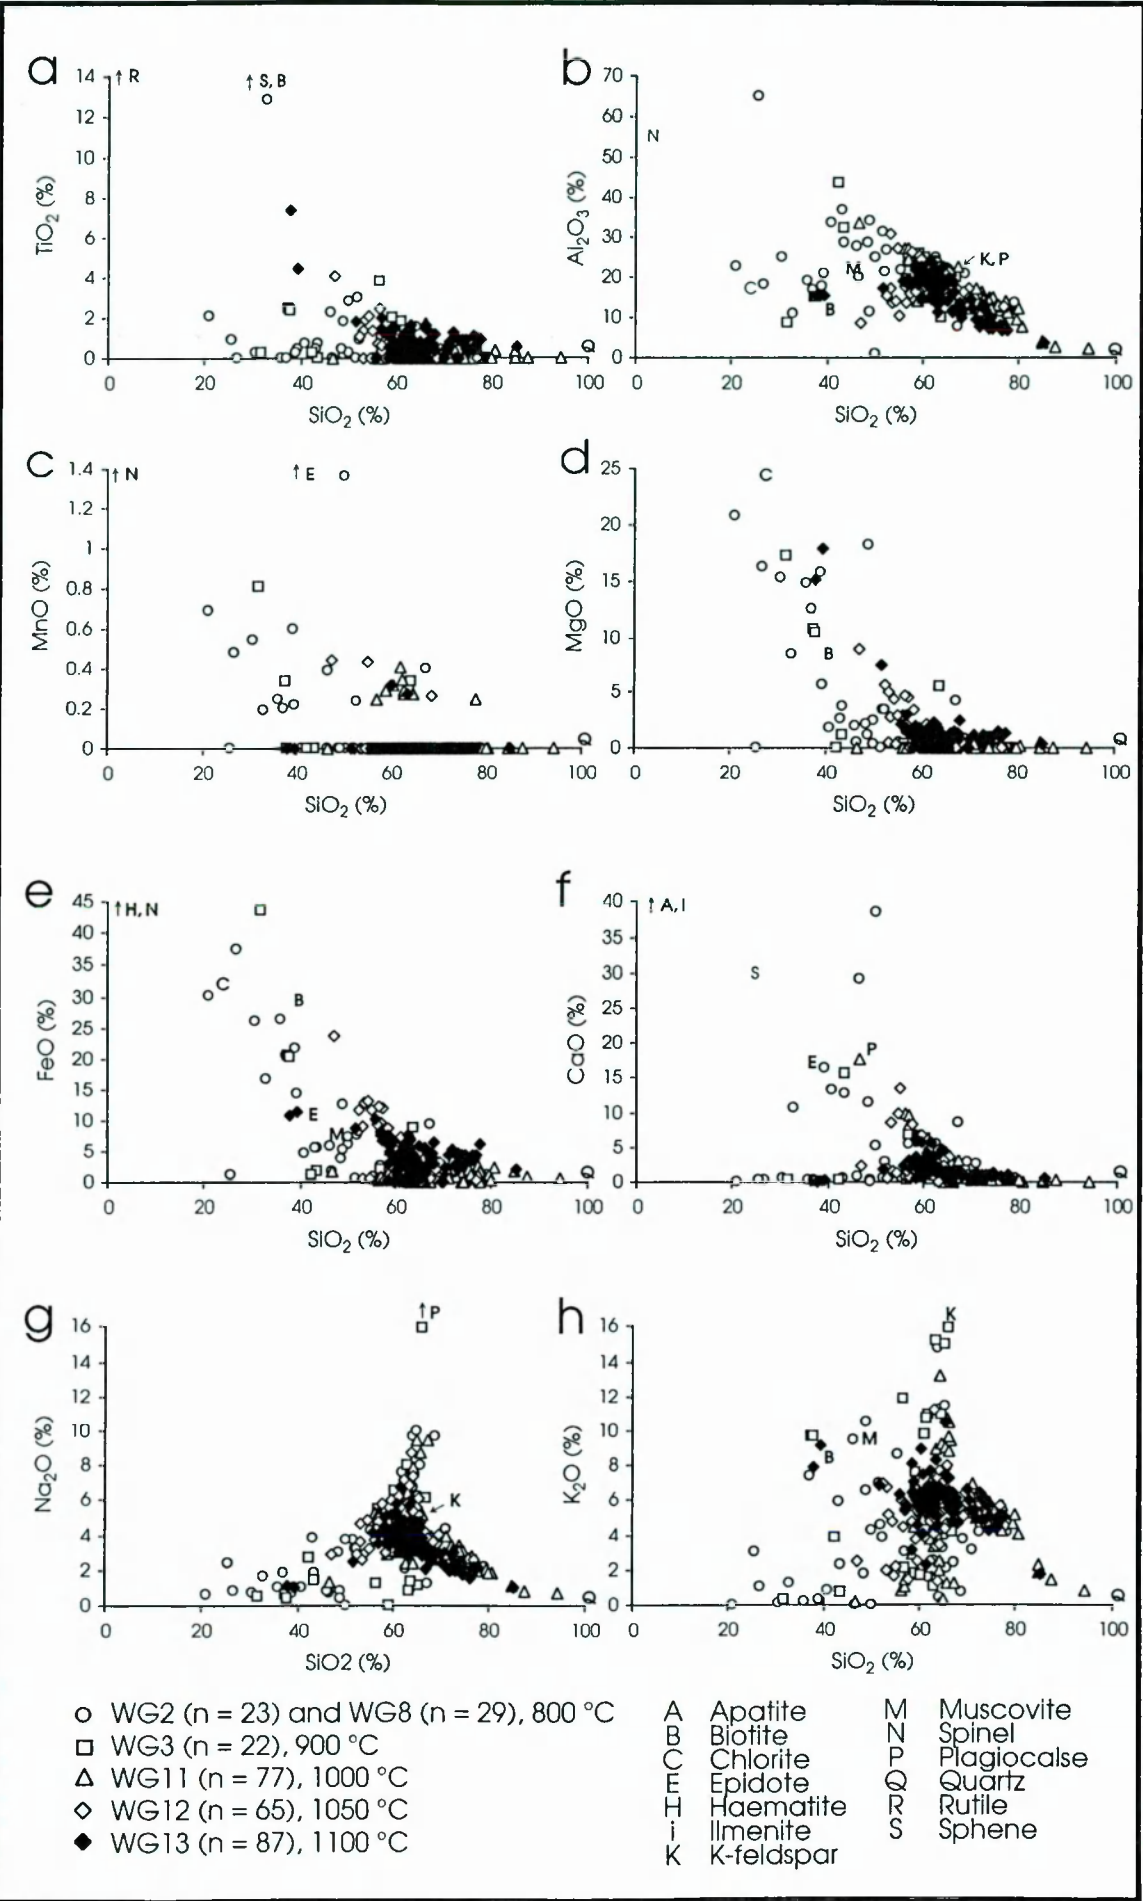 a
14 ↑ R ↑ S, B
12
10
8
6
4
2
0
TiO₂ (%)
0 20 40 60 80 100
SiO₂ (%)
Q
b
70
60
50
40
30
20
10
0
Al₂O₃ (%)
N
M
C
B
K, P
Q
0 20 40 60 80 100
SiO₂ (%)
c
1.4 ↑ N ↑ E
1.2
1
0.8
0.6
0.4
0.2
0
MnO (%)
Q
0 20 40 60 80 100
SiO₂ (%)
d
25
20
15
10
5
0
MgO (%)
C
B
Q
0 20 40 60 80 100
SiO₂ (%)
e
45 ↑ H, N
40
35
30
25
20
15
10
5
0
FeO (%)
C
B
E
M
Q
0 20 40 60 80 100
SiO₂ (%)
f
40 ↑ A, I
35
30
25
20
15
10
5
0
CaO (%)
S
E
P
Q
0 20 40 60 80 100
SiO₂ (%)
g
16
14
12
10
8
6
4
2
0
Na₂O (%)
↑ P
K
Q
0 20 40 60 80 100
SiO2 (%)
h
16
14
12
10
8
6
4
2
0
K₂O (%)
K
M
B
Q
0 20 40 60 80 100
SiO₂ (%)
○ WG2 (n = 23) and WG8 (n = 29), 800 °C
□ WG3 (n = 22), 900 °C
△ WG11 (n = 77), 1000 °C
◇ WG12 (n = 65), 1050 °C
◆ WG13 (n = 87), 1100 °C
A Apatite
B Biotite
C Chlorite
E Epidote
H Haematite
i Ilmenite
K K-feldspar
M Muscovite
N Spinel
P Plagiocalse
Q Quartz
R Rutile
S Sphene